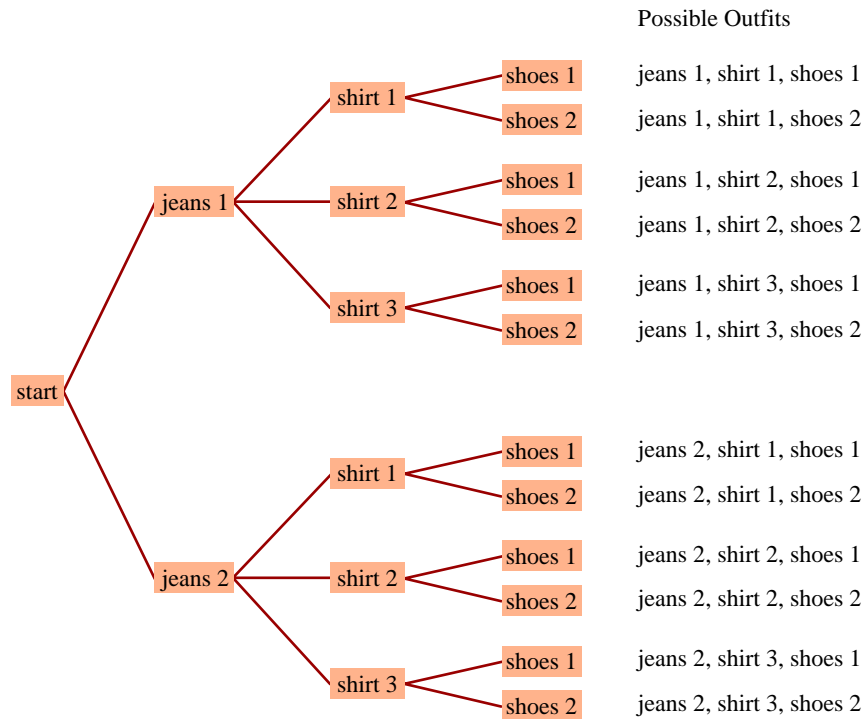 Possible Outfits
shoes 1 jeans 1, shirt 1, shoes 1
shirt 1
shoes 2 jeans 1, shirt 1, shoes 2
shoes 1 jeans 1, shirt 2, shoes 1
jeans 1 shirt 2
shoes 2 jeans 1, shirt 2, shoes 2
shoes 1 jeans 1, shirt 3, shoes 1
shirt 3
shoes 2 jeans 1, shirt 3, shoes 2
start
shoes 1 jeans 2, shirt 1, shoes 1
shirt 1
shoes 2 jeans 2, shirt 1, shoes 2
shoes 1 jeans 2, shirt 2, shoes 1
jeans 2 shirt 2
shoes 2 jeans 2, shirt 2, shoes 2
shoes 1 jeans 2, shirt 3, shoes 1
shirt 3
shoes 2 jeans 2, shirt 3, shoes 2